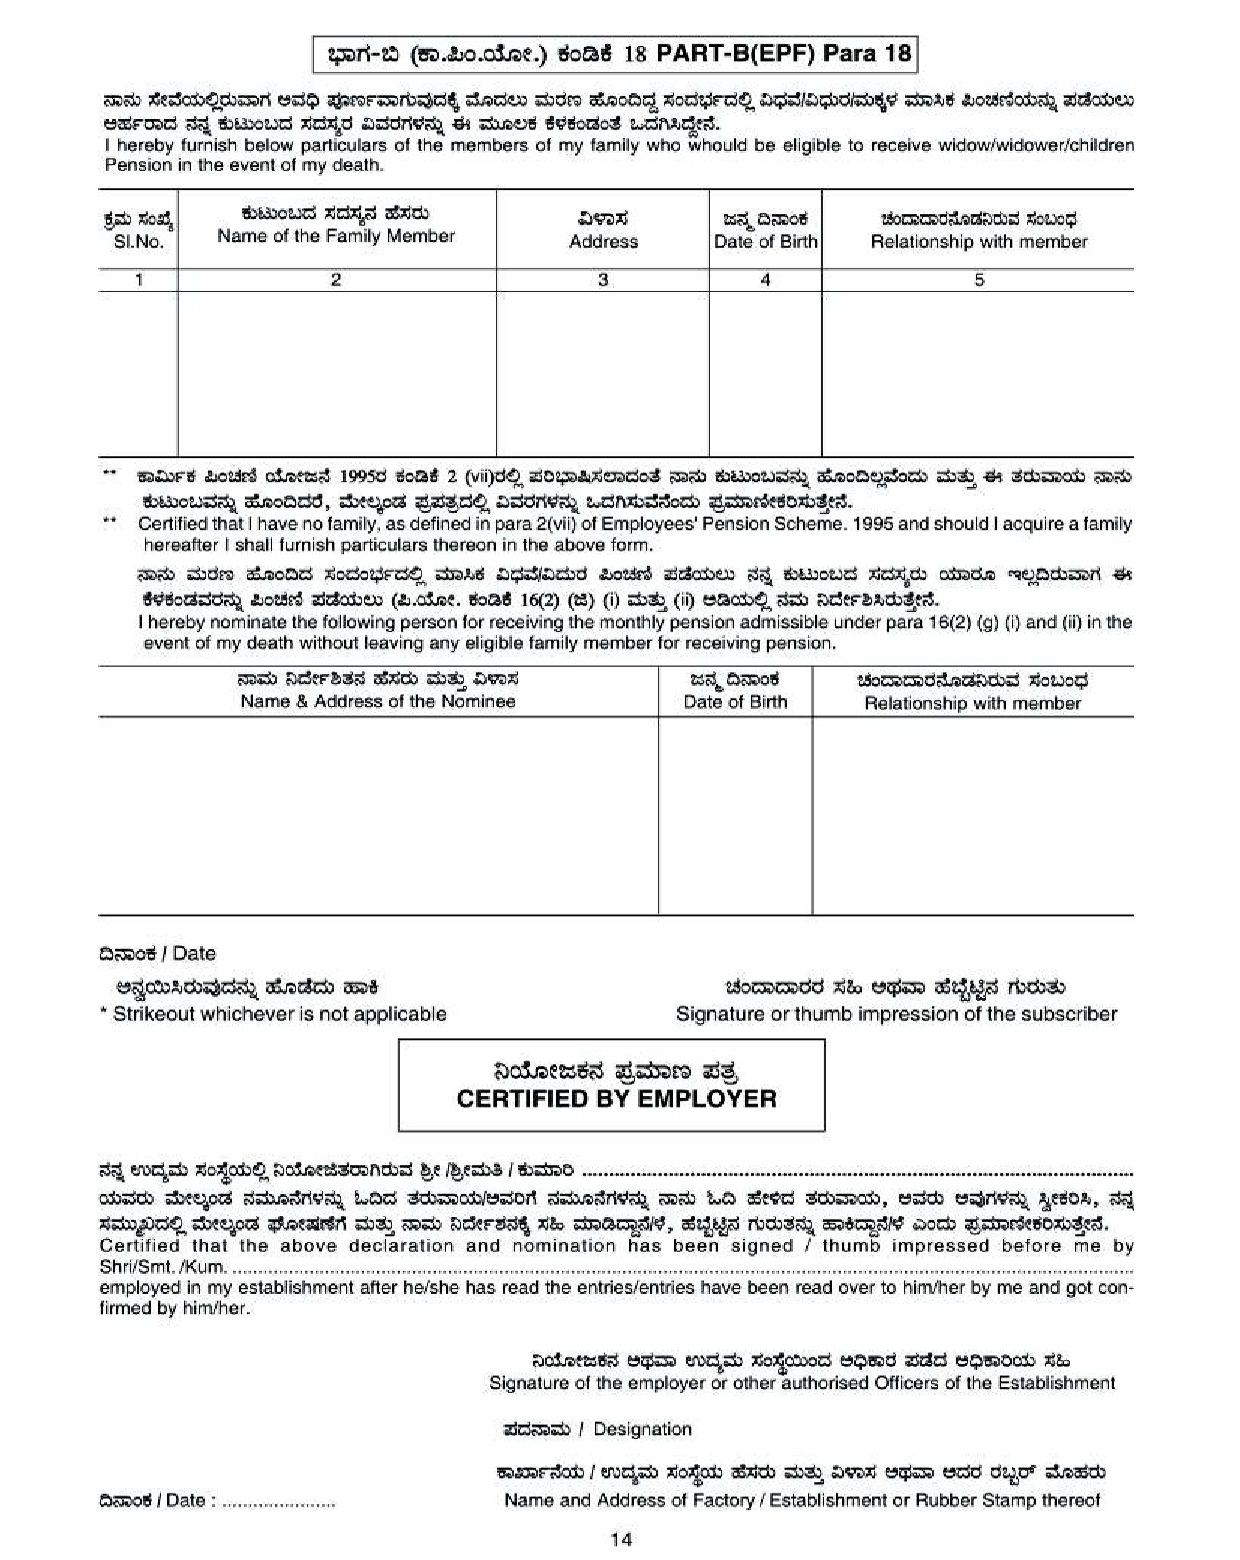 ಭಾಗ-ಬಿ (ಕಾ.ಪಿಂ.ಯೋ.) ಕಂಡಿಕೆ 18 PART-B(EPF) Para 18
ನಾನು ಸೇವೆಯಲ್ಲಿರುವಾಗ ಅವಧಿ ಪೂರ್ಣವಾಗುವುದಕ್ಕೆ ಮೊದಲು ಮರಣ ಹೊಂದಿದ್ದ ಸಂದರ್ಭದಲ್ಲಿ ವಿಧವೆ/ವಿಧುರ/ಮಕ್ಕಳ ಮಾಸಿಕ ಪಿಂಚಣಿಯನ್ನು ಪಡೆಯಲು
ಅರ್ಹರಾದ ನನ್ನ ಕುಟುಂಬದ ಸದಸ್ಯರ ವಿವರಗಳನ್ನು ಈ ಮೂಲಕ ಕೆಳಕಂಡಂತೆ ಒದಗಿಸಿದ್ದೇನೆ.
I hereby furnish below particulars of the members of my family who whould be eligible to receive widow/widower/children
Pension in the event of my death.
ಕ್ರಮ ಸಂಖ್ಯೆ
Sl.No.
ಕುಟುಂಬದ ಸದಸ್ಯನ ಹೆಸರು
Name of the Family Member
ವಿಳಾಸ
Address
ಜನ್ಮ ದಿನಾಂಕ
Date of Birth
ಚಂದಾದಾರನೊಡನಿರುವ ಸಂಬಂಧ
Relationship with member
1 2 3 4 5
** ಕಾರ್ಮಿಕ ಪಿಂಚಣಿ ಯೋಜನೆ 1995ರ ಕಂಡಿಕೆ 2 (vii)ರಲ್ಲಿ ಪರಿಭಾಷಿಸಲಾದಂತೆ ನಾನು ಕುಟುಂಬವನ್ನು ಹೊಂದಿಲ್ಲವೆಂದು ಮತ್ತು ಈ ತರುವಾಯ ನಾನು
ಕುಟುಂಬವನ್ನು ಹೊಂದಿದರೆ, ಮೇಲ್ಕಂಡ ಪ್ರಪತ್ರದಲ್ಲಿ ವಿವರಗಳನ್ನು ಒದಗಿಸುವೆನೆಂದು ಪ್ರಮಾಣೀಕರಿಸುತ್ತೇನೆ.
** Certified that I have no family, as defined in para 2(vii) of Employees' Pension Scheme. 1995 and should I acquire a family
hereafter I shall furnish particulars thereon in the above form.
ನಾನು ಮರಣ ಹೊಂದಿದ ಸಂದಂರ್ಭದಲ್ಲಿ ಮಾಸಿಕ ವಿಧವೆ/ವಿದುರ ಪಿಂಚಣಿ ಪಡೆಯಲು ನನ್ನ ಕುಟುಂಬದ ಸದಸ್ಯರು ಯಾರೂ ಇಲ್ಲದಿರುವಾಗ ಈ
ಕೆಳಕಂಡವರನ್ನು ಪಿಂಚಣಿ ಪಡೆಯಲು (ಪಿ.ಯೋ. ಕಂಡಿಕೆ 16(2) (ಜಿ) (i) ಮತ್ತು (ii) ಅಡಿಯಲ್ಲಿ ನಮ ನಿರ್ದೇಶಿಸಿರುತ್ತೇನೆ.
I hereby nominate the following person for receiving the monthly pension admissible under para 16(2) (g) (i) and (ii) in the
event of my death without leaving any eligible family member for receiving pension.
ನಾಮ ನಿರ್ದೇಶಿತನ ಹೆಸರು ಮತ್ತು ವಿಳಾಸ
Name & Address of the Nominee
ಜನ್ಮ ದಿನಾಂಕ
Date of Birth
ಚಂದಾದಾರನೊಡನಿರುವ ಸಂಬಂಧ
Relationship with member
ದಿನಾಂಕ / Date
ಅನ್ವಯಿಸಿರುವುದನ್ನು ಹೊಡೆದು ಹಾಕಿ
* Strikeout whichever is not applicable
ಚಂದಾದಾರರ ಸಹಿ ಅಥವಾ ಹೆಬ್ಬೆಟ್ಟಿನ ಗುರುತು
Signature or thumb impression of the subscriber
ನಿಯೋಜಕನ ಪ್ರಮಾಣ ಪತ್ರ
CERTIFIED BY EMPLOYER
ನನ್ನ ಉದ್ಯಮ ಸಂಸ್ಥೆಯಲ್ಲಿ ನಿಯೋಜಿತರಾಗಿರುವ ಶ್ರೀ /ಶ್ರೀಮತಿ / ಕುಮಾರಿ ..........
ಯವರು ಮೇಲ್ಕಂಡ ನಮೂನೆಗಳನ್ನು ಓದಿದ ತರುವಾಯ/ಅವರಿಗೆ ನಮೂನೆಗಳನ್ನು ನಾನು ಓದಿ ಹೇಳಿದ ತರುವಾಯ, ಅವರು ಅವುಗಳನ್ನು ಸ್ವೀಕರಿಸಿ, ನನ್ನ
ಸಮ್ಮುಖದಲ್ಲಿ ಮೇಲ್ಕಂಡ ಘೋಷಣೆಗೆ ಮತ್ತು ನಾಮ ನಿರ್ದೇಶನಕ್ಕೆ ಸಹಿ ಮಾಡಿದ್ದಾನೆ/ಳೆ, ಹೆಬ್ಬೆಟ್ಟಿನ ಗುರುತನ್ನು ಹಾಕಿದ್ದಾನೆ/ಳೆ ಎಂದು ಪ್ರಮಾಣೀಕರಿಸುತ್ತೇನೆ.
Certified that the above declaration and nomination has been signed / thumb impressed before me by
Shri/Smt. /Kum. ..........
employed in my establishment after he/she has read the entries/entries have been read over to him/her by me and got con-
firmed by him/her.
ನಿಯೋಜಕನ ಅಥವಾ ಉದ್ಯಮ ಸಂಸ್ಥೆಯಿಂದ ಅಧಿಕಾರ ಪಡೆದ ಅಧಿಕಾರಿಯ ಸಹಿ
Signature of the employer or other authorised Officers of the Establishment
ಪದನಾಮ / Designation
ಕಾರ್ಖಾನೆಯ / ಉದ್ಯಮ ಸಂಸ್ಥೆಯ ಹೆಸರು ಮತ್ತು ವಿಳಾಸ ಅಥವಾ ಅದರ ರಬ್ಬರ್ ಮೊಹರು
ದಿನಾಂಕ / Date : .......... Name and Address of Factory / Establishment or Rubber Stamp thereof
14